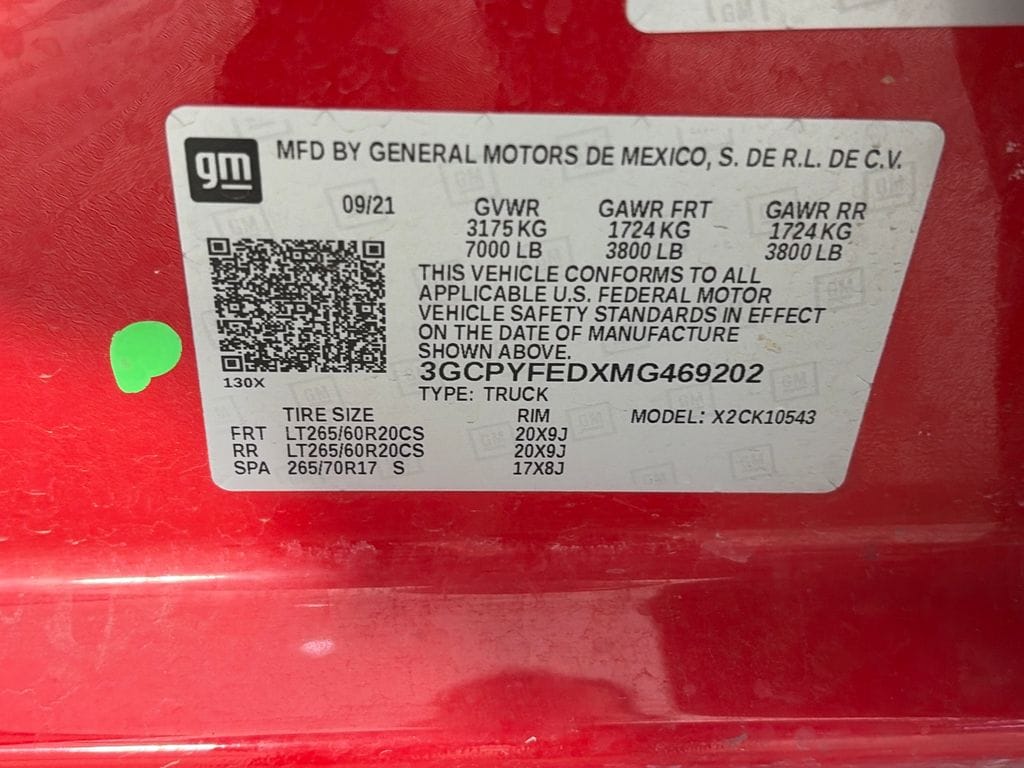 gm
MFD BY GENERAL MOTORS DE MEXICO, S. DE R.L. DE C.V.
09/21 GVWR GAWR FRT GAWR RR
3175 KG 1724 KG 1724 KG
7000 LB 3800 LB 3800 LB
THIS VEHICLE CONFORMS TO ALL
APPLICABLE U.S. FEDERAL MOTOR
VEHICLE SAFETY STANDARDS IN EFFECT
ON THE DATE OF MANUFACTURE
SHOWN ABOVE.
130X
3GCPYFEDXMG469202
TYPE: TRUCK
TIRE SIZE RIM MODEL: X2CK10543
FRT LT265/60R20CS 20X9J
RR LT265/60R20CS 20X9J
SPA 265/70R17 S 17X8J